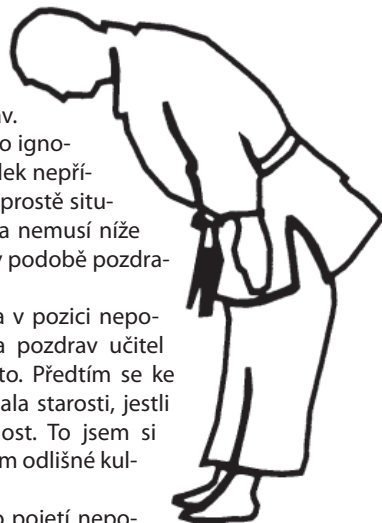 av.
o igno-
lek nepří-
prostě situ-
a nemusí níže
v podobě pozdra-
a v pozici nepo-
a pozdrav učitel
to. Předtím se ke
ala starosti, jestli
ost. To jsem si
m odlišné kul-
o pojetí nepo-